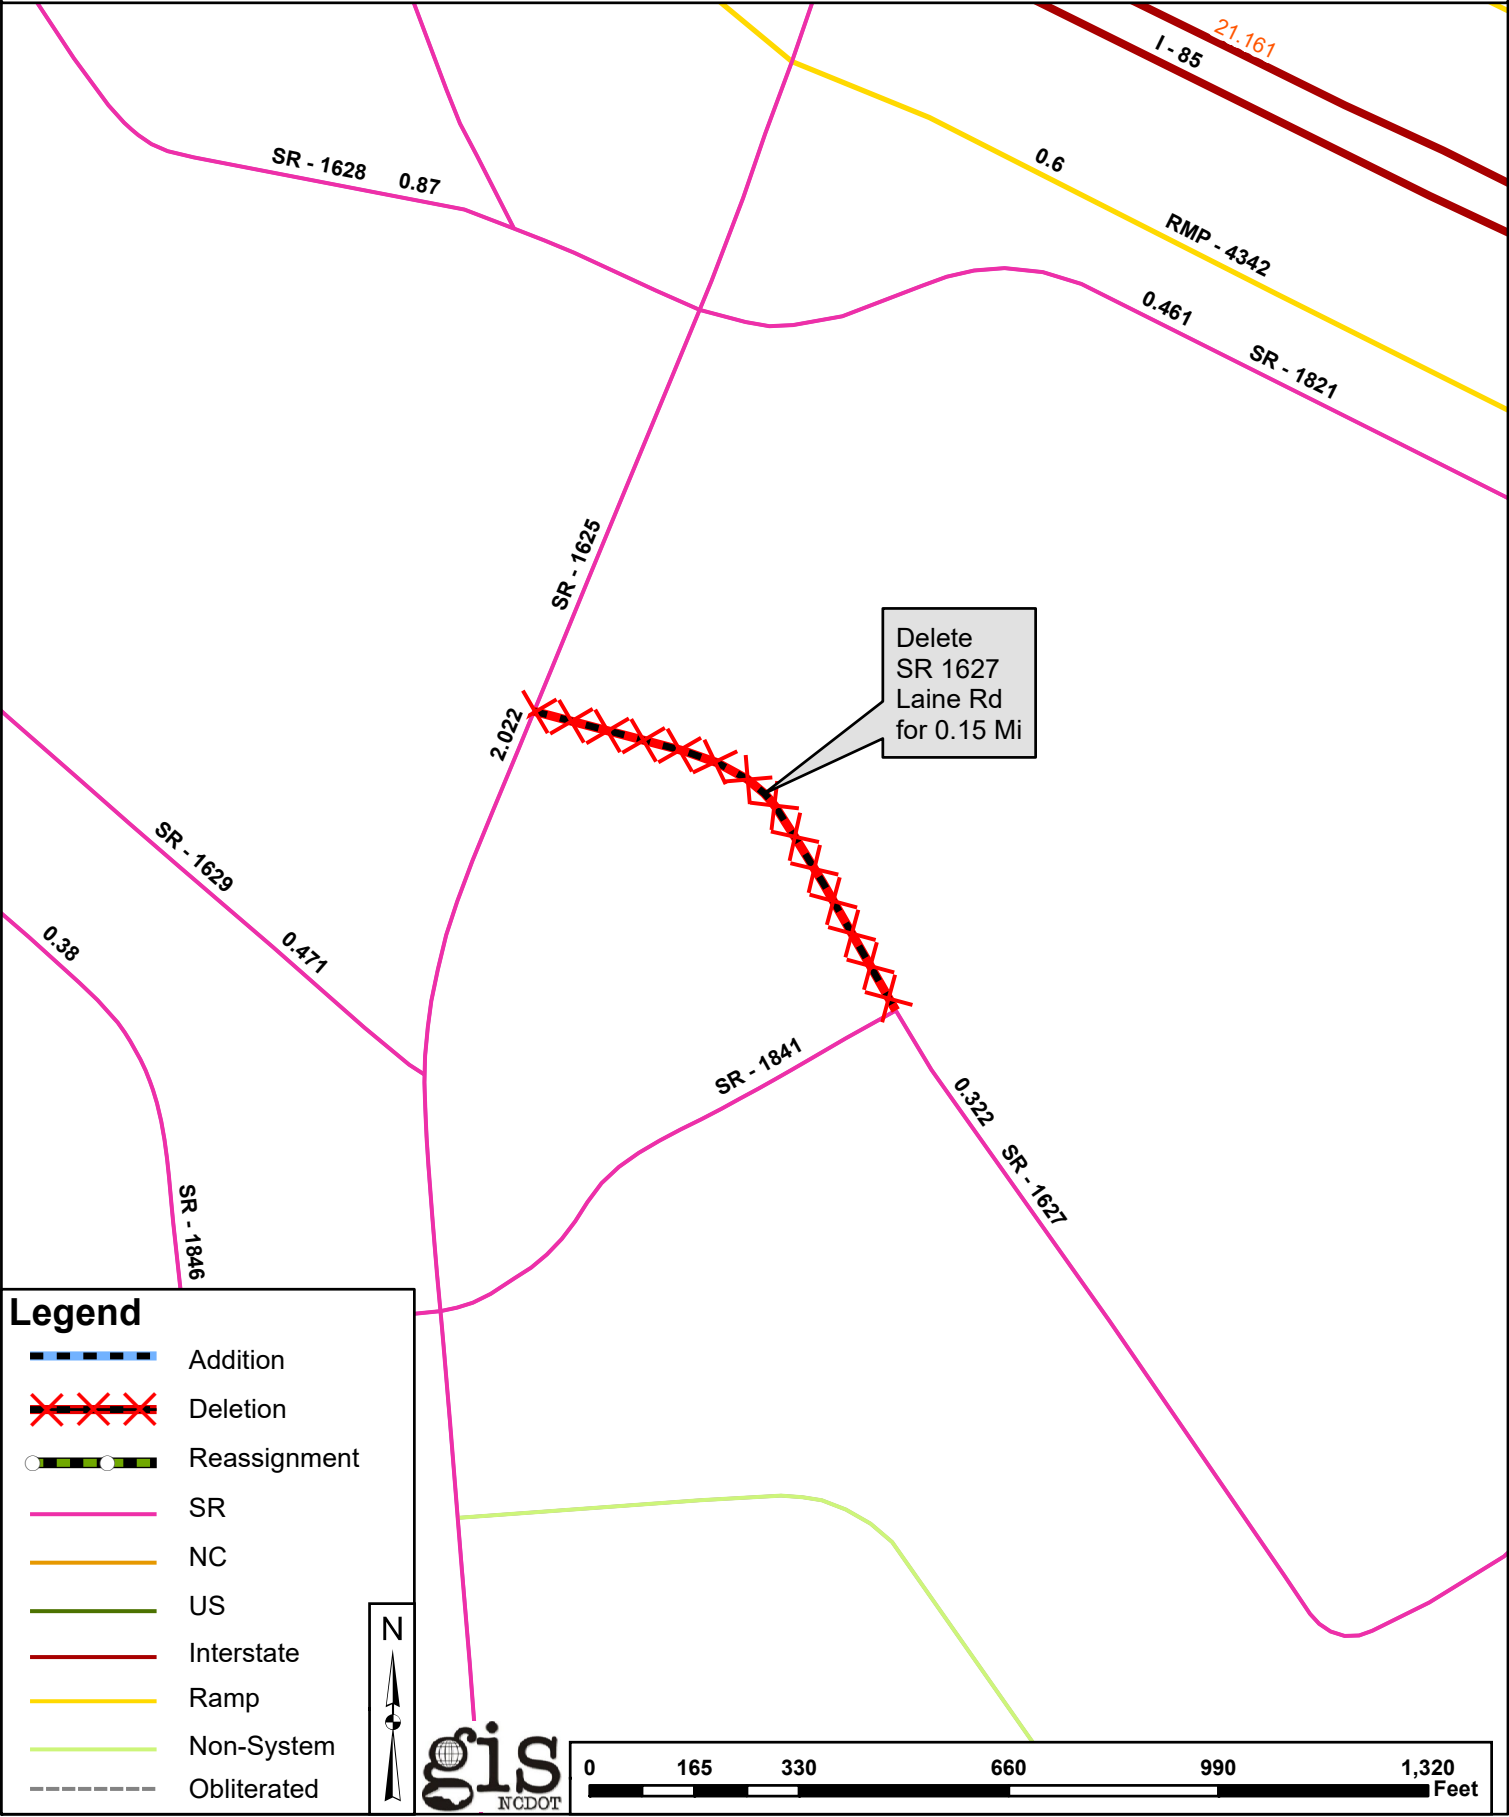 21.161
I - 85
SR - 1628 0.87
0.6
RMP - 4342
0.461
SR - 1821
SR - 1625
Delete
SR 1627
Laine Rd
for 0.15 Mi
2.022
SR - 1629
0.38
0.471
SR - 1841
0.322
SR - 1627
SR - 1846
Legend
Addition
Deletion
Reassignment
SR
NC
US
Interstate
Ramp
Non-System
Obliterated
N
gis
NCDOT
0 165 330 660 990 1,320
Feet